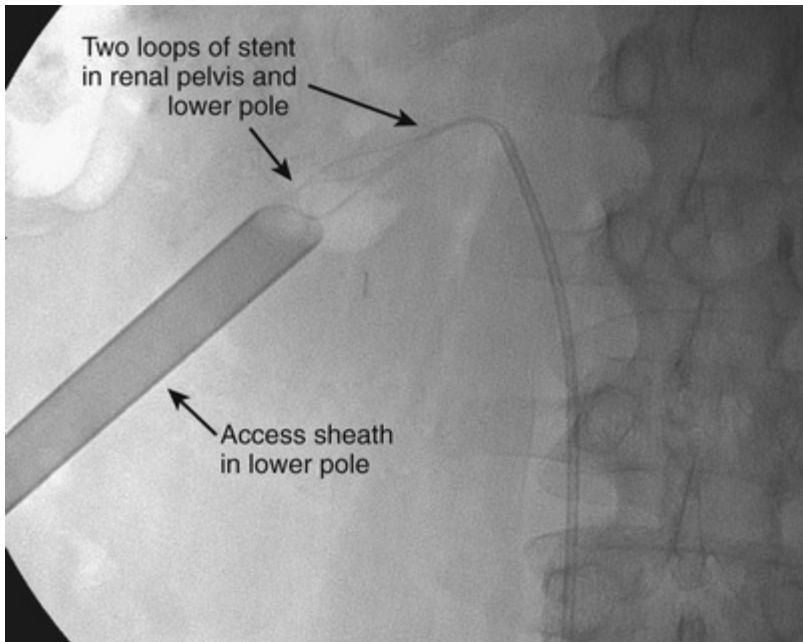 Two loops of stent
in renal pelvis and
lower pole
Access sheath
in lower pole